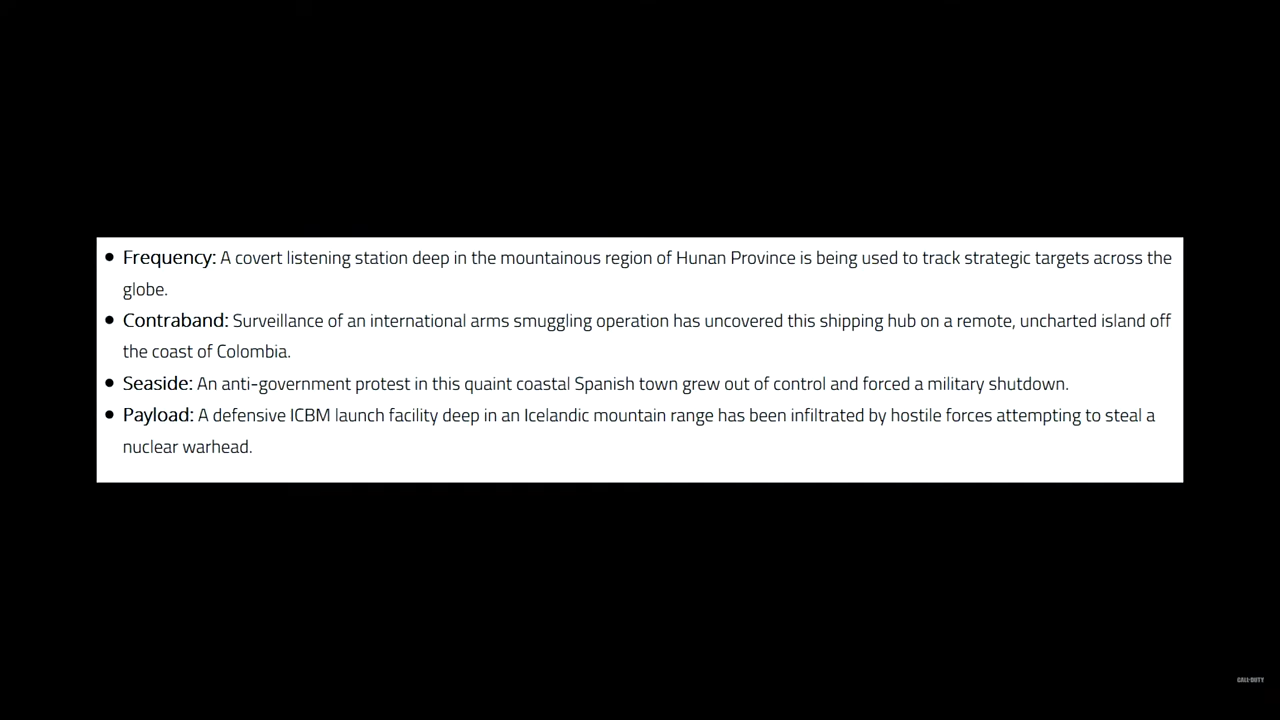 • Frequency: A covert listening station deep in the mountainous region of Hunan Province is being used to track strategic targets across the
globe.
• Contraband: Surveillance of an international arms smuggling operation has uncovered this shipping hub on a remote, uncharted island off
the coast of Colombia.
• Seaside: An anti-government protest in this quaint coastal Spanish town grew out of control and forced a military shutdown.
• Payload: A defensive ICBM launch facility deep in an Icelandic mountain range has been infiltrated by hostile forces attempting to steal a
nuclear warhead.
CALL·DUTY